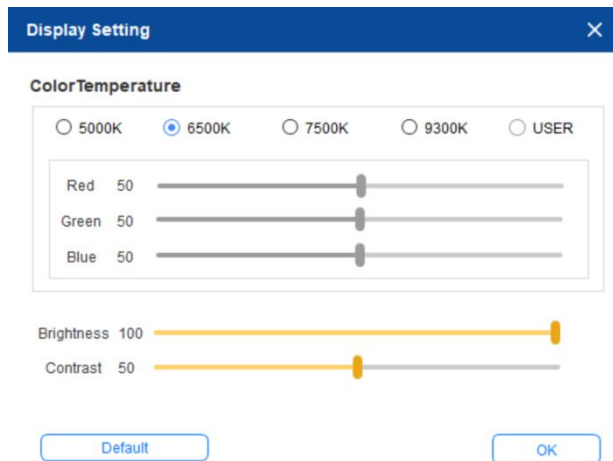 Display Setting
ColorTemperature
5000K 6500K 7500K 9300K USER
Red 50
Green 50
Blue 50
Brightness 100
Contrast 50
Default OK